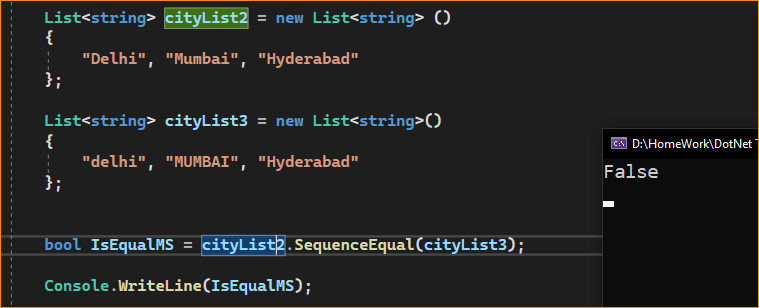 List<string> cityList2 = new List<string> ()
{
"Delhi", "Mumbai", "Hyderabad"
};
List<string> cityList3 = new List<string>()
{
"delhi", "MUMBAI", "Hyderabad"
};
bool IsEqualMS = cityList2.SequenceEqual(cityList3);
Console.WriteLine(IsEqualMS);
D:\HomeWork\DotNet T
False